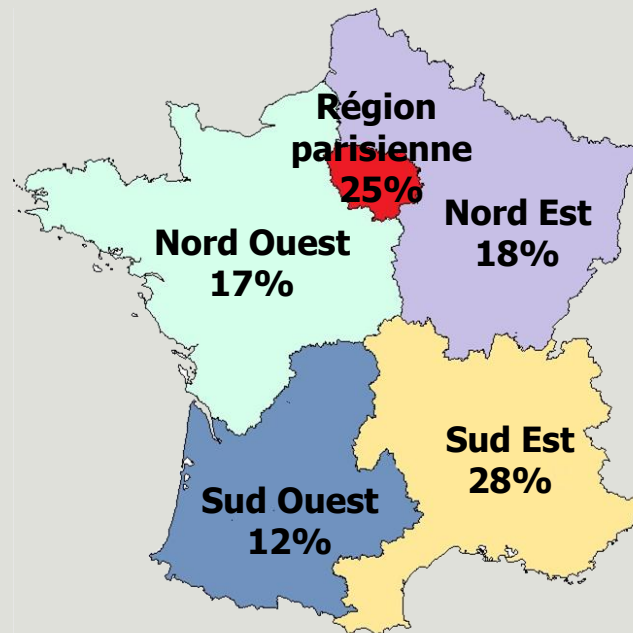 Région
parisienne
25%
Nord Est
18%
Nord Ouest
17%
Sud Est
28%
Sud Ouest
12%